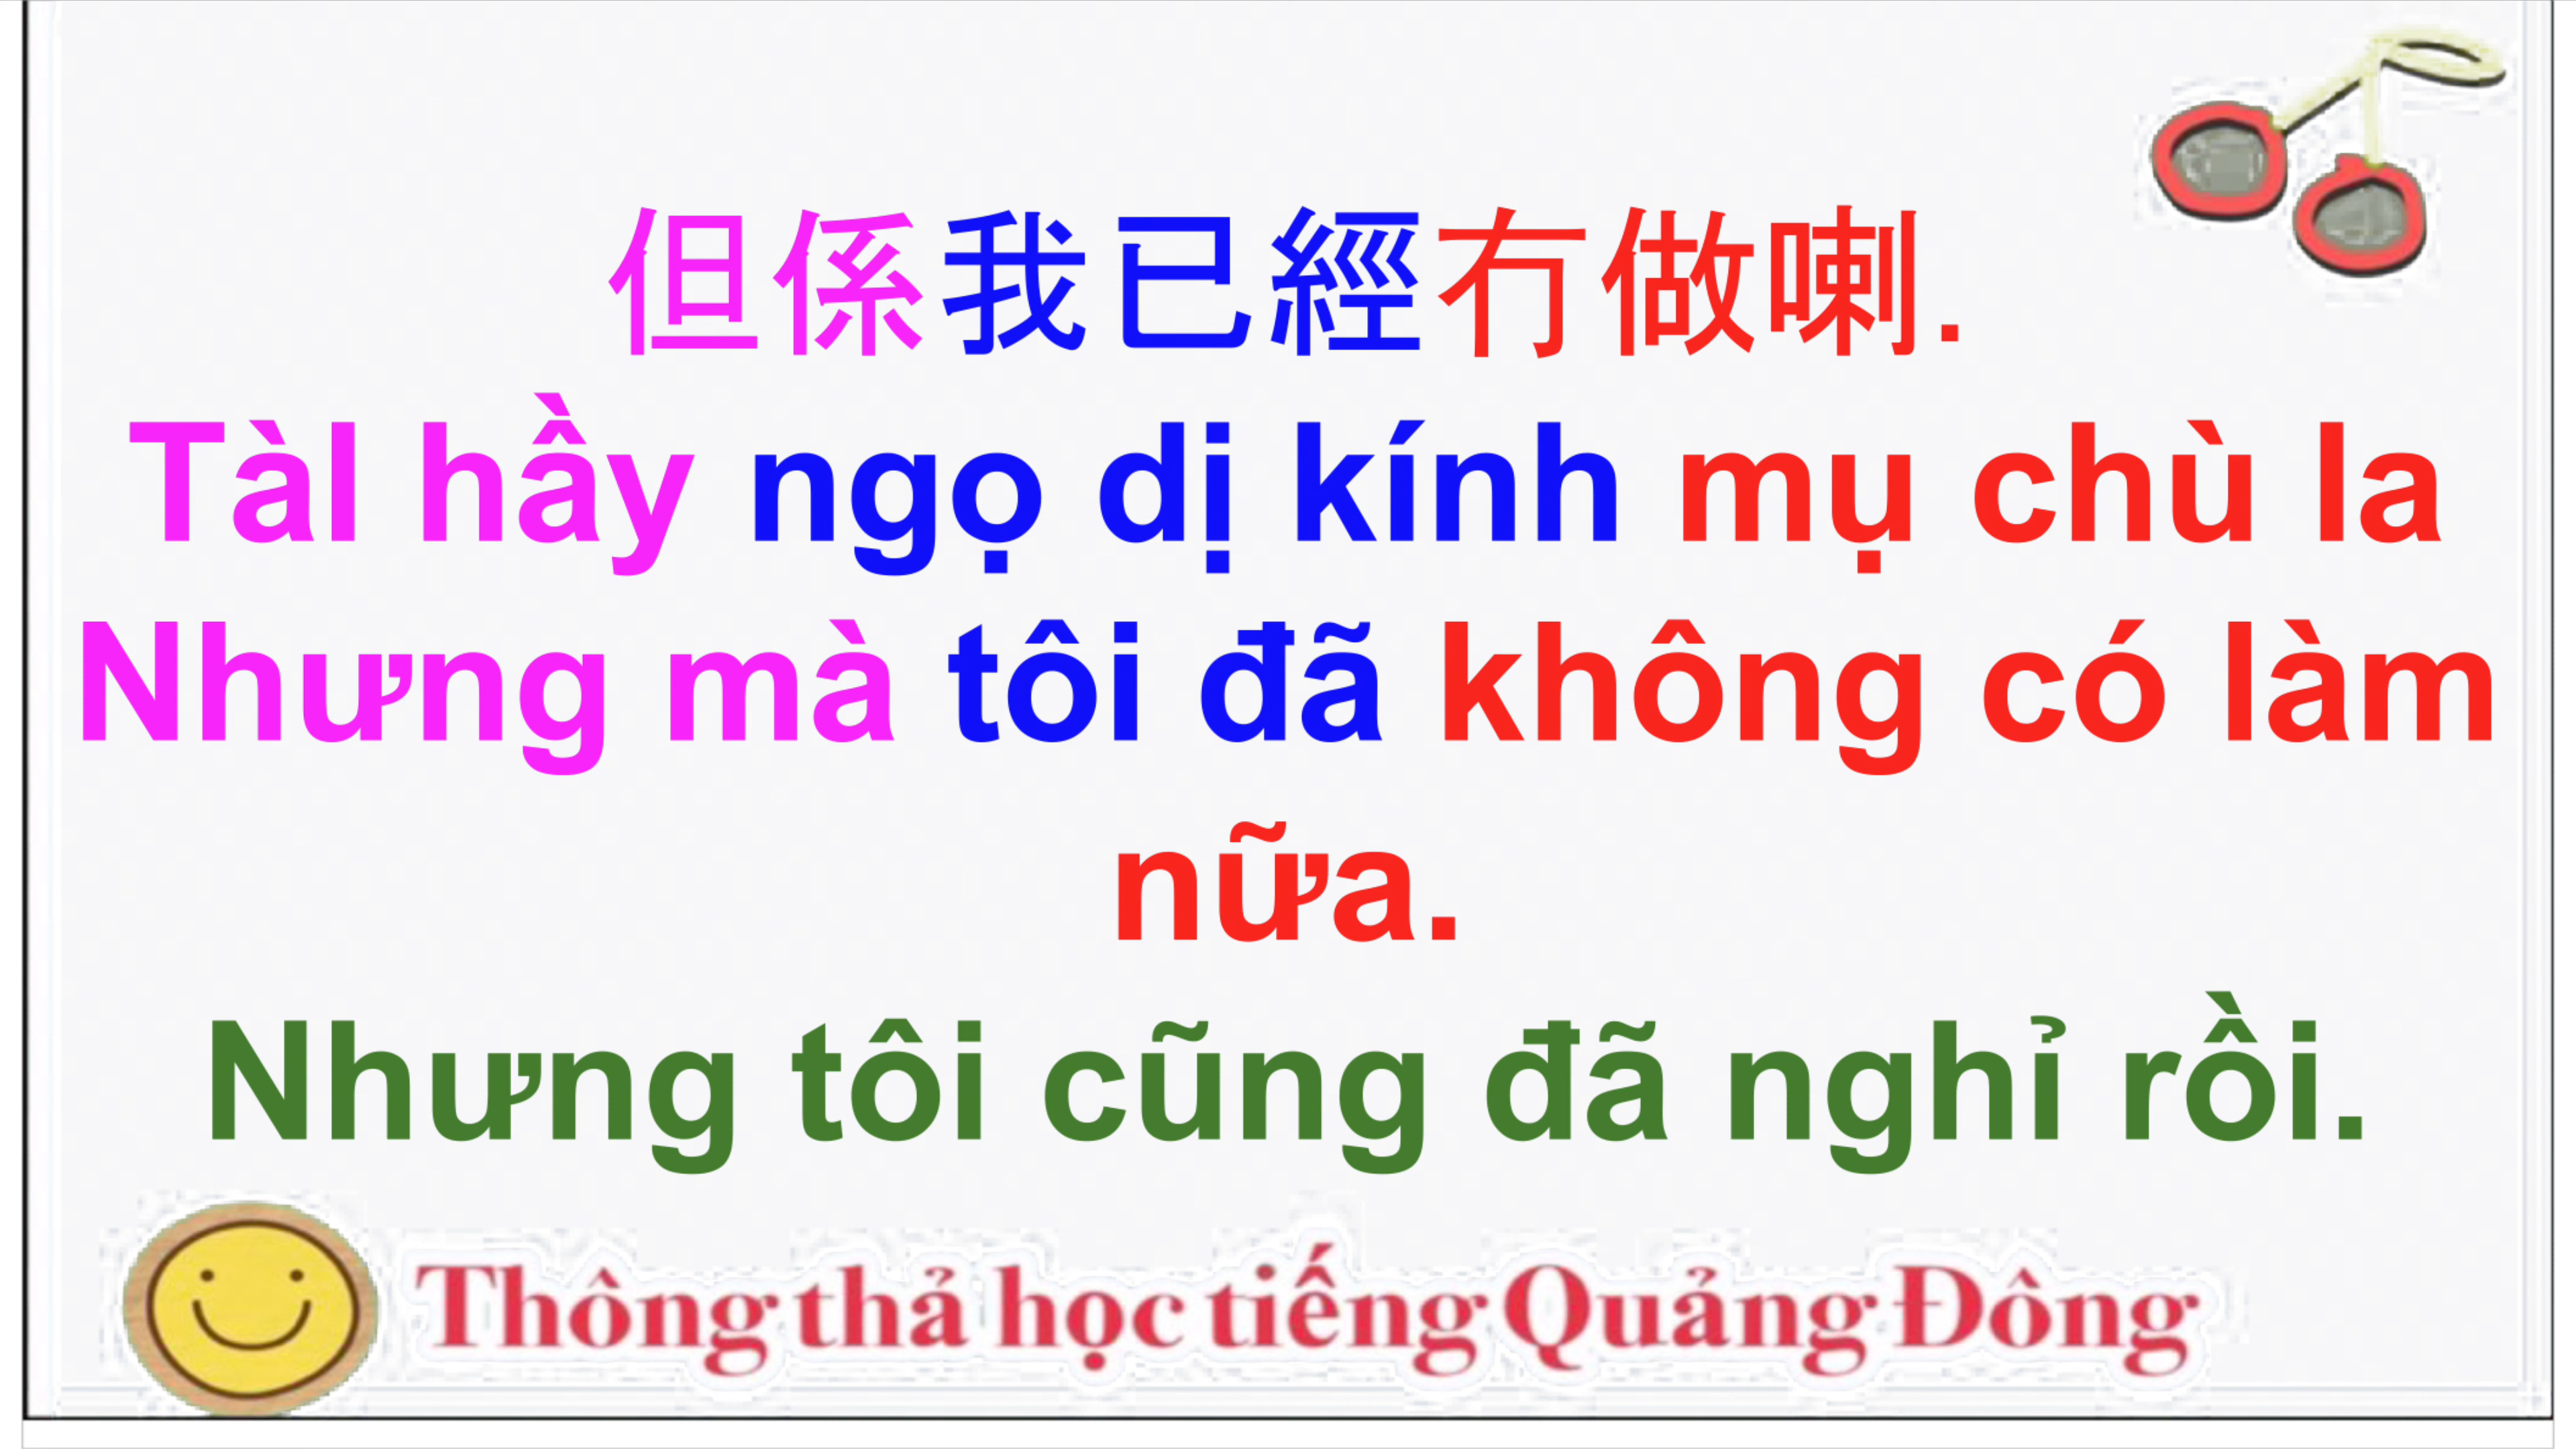 但係我已經冇做喇.
Tàl hầy ngọ dị kính mụ chù la
Nhưng mà tôi đã không có làm
nữa.
Nhưng tôi cũng đã nghỉ rồi.
Thông thả học tiếng Quảng Đông